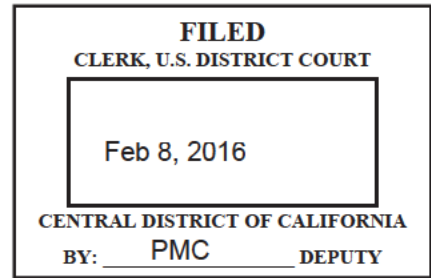 FILED
CLERK, U.S. DISTRICT COURT
Feb 8, 2016
CENTRAL DISTRICT OF CALIFORNIA
BY: PMC DEPUTY